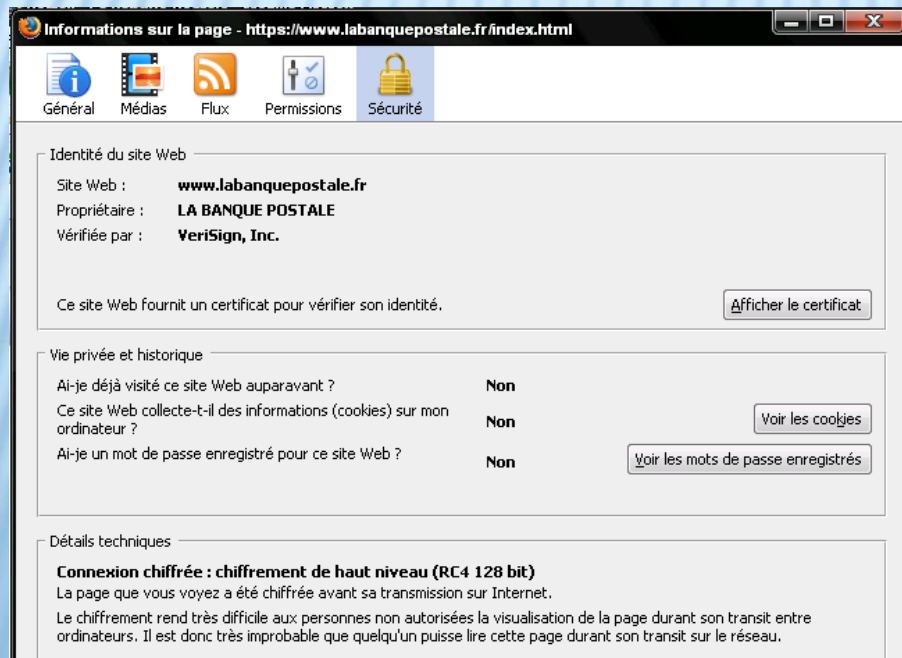 Informations sur la page - https://www.labanquepostale.fr/index.html
Général Médias Flux Permissions Sécurité
Identité du site Web
Site Web : www.labanquepostale.fr
Propriétaire : LA BANQUE POSTALE
Vérifiée par : VeriSign, Inc.
Ce site Web fournit un certificat pour vérifier son identité. Afficher le certificat
Vie privée et historique
Ai-je déjà visité ce site Web auparavant ? Non
Ce site Web collecte-t-il des informations (cookies) sur mon
ordinateur ? Non Voir les cookies
Ai-je un mot de passe enregistré pour ce site Web ? Non Voir les mots de passe enregistrés
Détails techniques
Connexion chiffrée : chiffrement de haut niveau (RC4 128 bit)
La page que vous voyez a été chiffrée avant sa transmission sur Internet.
Le chiffrement rend très difficile aux personnes non autorisées la visualisation de la page durant son transit entre
ordinateurs. Il est donc très improbable que quelqu'un puisse lire cette page durant son transit sur le réseau.